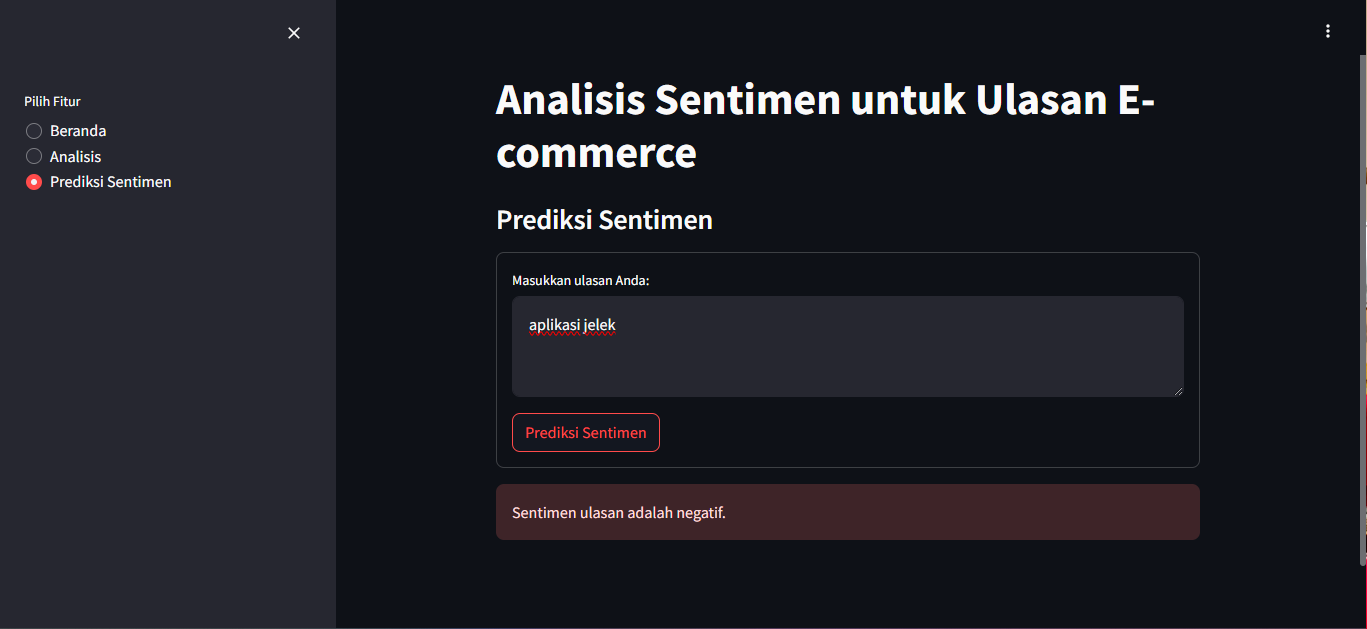 Pilih Fitur
Beranda
Analisis
Prediksi Sentimen
Analisis Sentimen untuk Ulasan E-
commerce
Prediksi Sentimen
Masukkan ulasan Anda:
aplikasi jelek
Prediksi Sentimen
Sentimen ulasan adalah negatif.